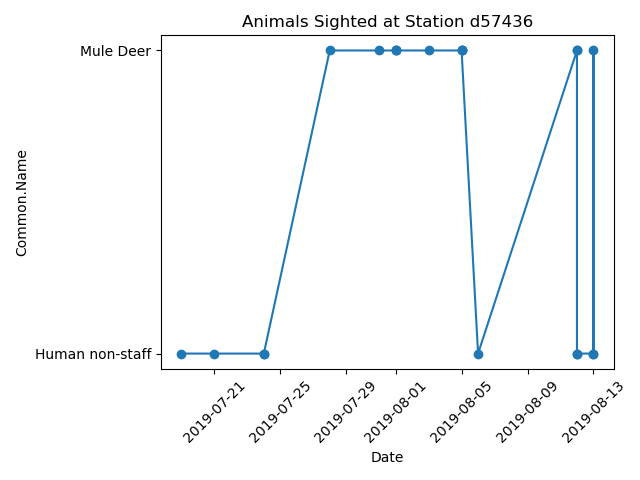 Animals Sighted at Station d57436
Mule Deer
Common.Name
Human non-staff
2019-07-21
2019-07-25
2019-07-29
2019-08-01
2019-08-05
2019-08-09
2019-08-13
Date